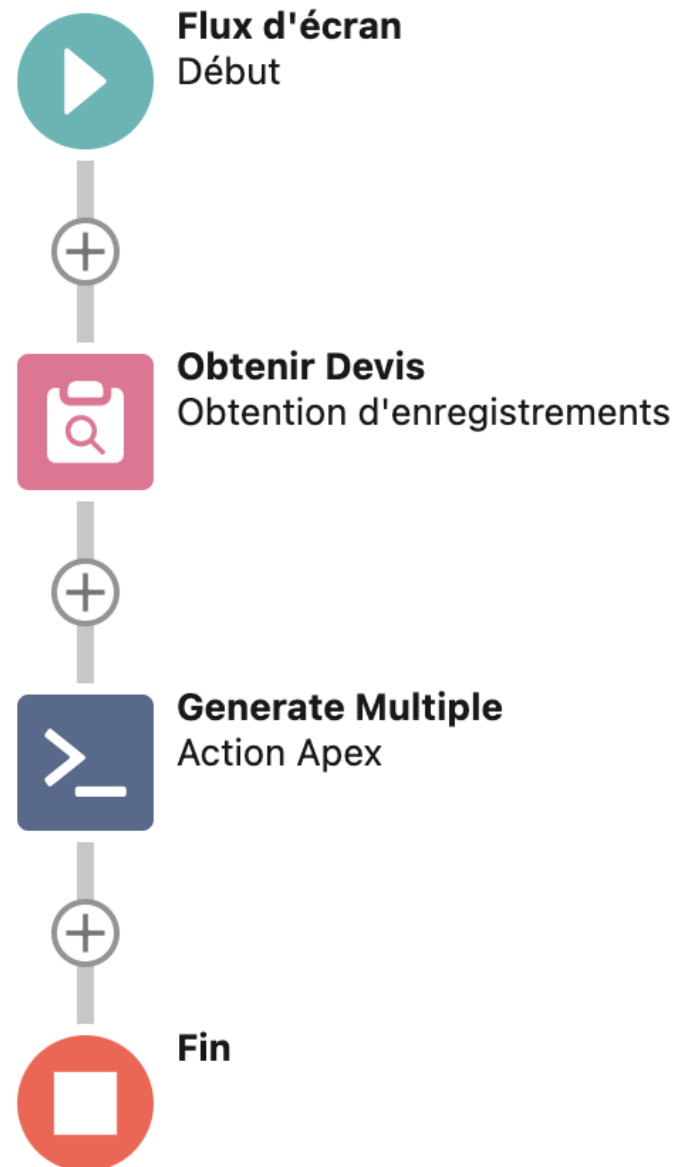 Flux d'écran
Début
Obtenir Devis
Obtention d'enregistrements
Generate Multiple
Action Apex
Fin